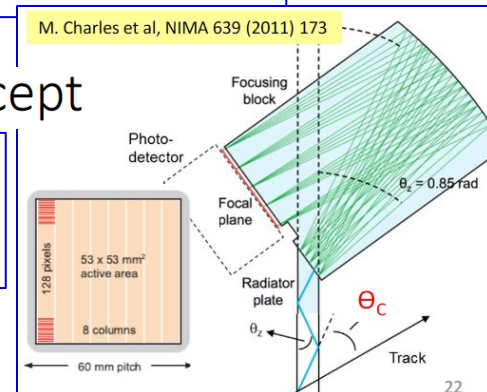 M. Charles et al, NIMA 639 (2011) 173
cept
Focusing
block
Photo-
detector
θz = 0.85 rad
Focal
plane
128 pixels
53 x 53 mm²
active area
8 columns
60 mm pitch
Radiator
plate
θz
ΘC
Track
22